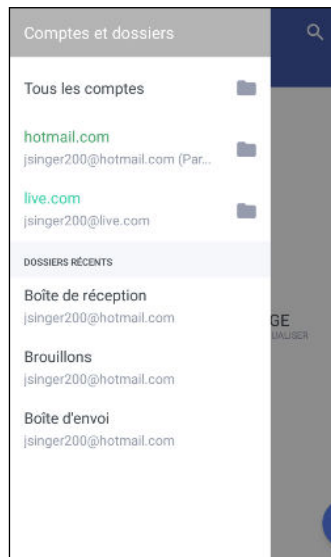 Comptes et dossiers
Tous les comptes
hotmail.com
jsinger200@hotmail.com (Par...
live.com
jsinger200@live.com
DOSSIERS RÉCENTS
Boîte de réception
jsinger200@hotmail.com
Brouillons
jsinger200@hotmail.com
Boîte d'envoi
jsinger200@hotmail.com
GE
UALISER